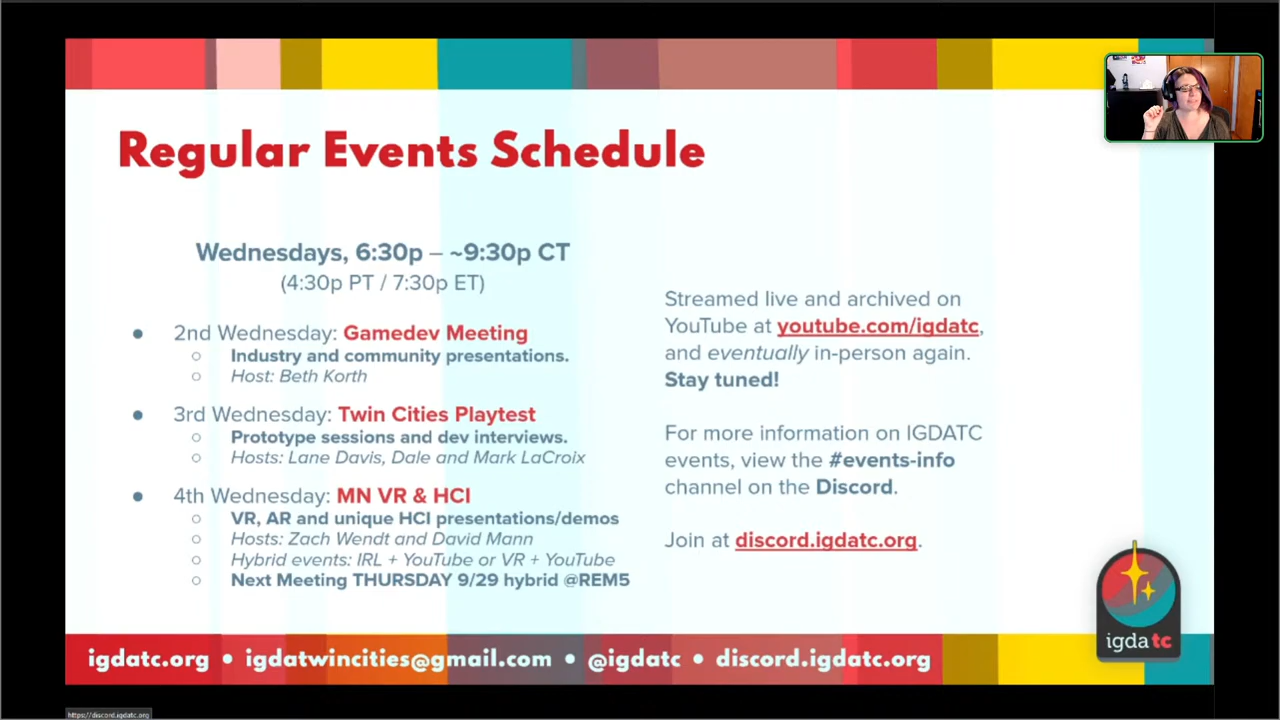 Regular Events Schedule
Wednesdays, 6:30p – ~9:30p CT
(4:30p PT / 7:30p ET)
● 2nd Wednesday: Gamedev Meeting
○ Industry and community presentations.
○ Host: Beth Korth
● 3rd Wednesday: Twin Cities Playtest
○ Prototype sessions and dev interviews.
○ Hosts: Lane Davis, Dale and Mark LaCroix
● 4th Wednesday: MN VR & HCI
○ VR, AR and unique HCI presentations/demos
○ Hosts: Zach Wendt and David Mann
○ Hybrid events: IRL + YouTube or VR + YouTube
○ Next Meeting THURSDAY 9/29 hybrid @REM5
Streamed live and archived on
YouTube at youtube.com/igdatc,
and eventually in-person again.
Stay tuned!
For more information on IGDATC
events, view the #events-info
channel on the Discord.
Join at discord.igdatc.org.
igdatc
igdatc.org • igdatwincities@gmail.com • @igdatc • discord.igdatc.org
https://discord.igdatc.org